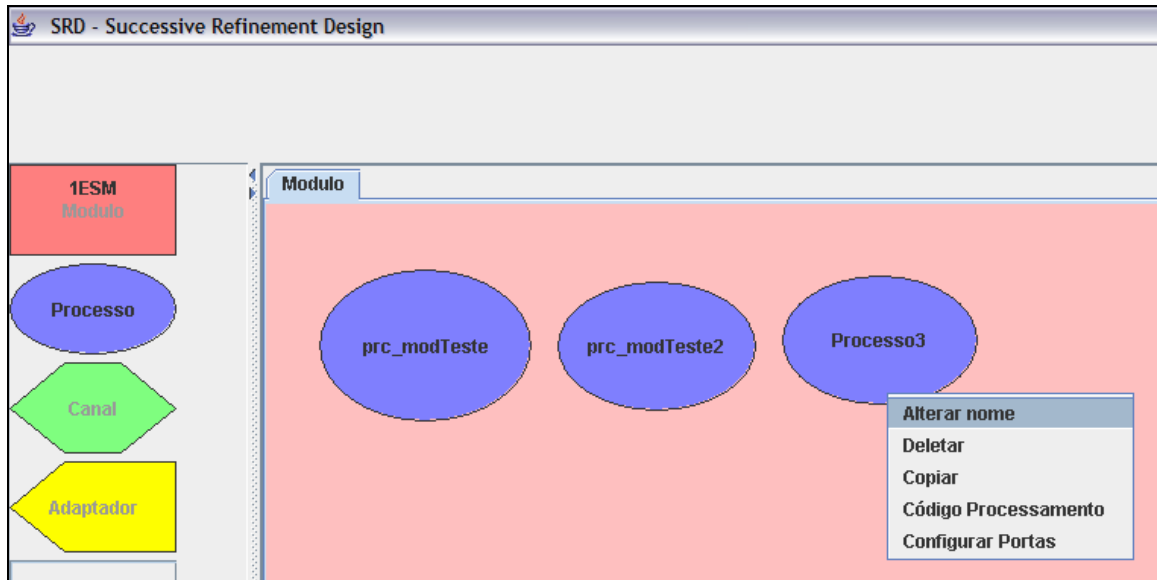 SRD - Successive Refinement Design
1ESM
Modulo
Processo
Canal
Adaptador
Modulo
prc_modTeste
prc_modTeste2
Processo3
Alterar nome
Deletar
Copiar
Código Processamento
Configurar Portas